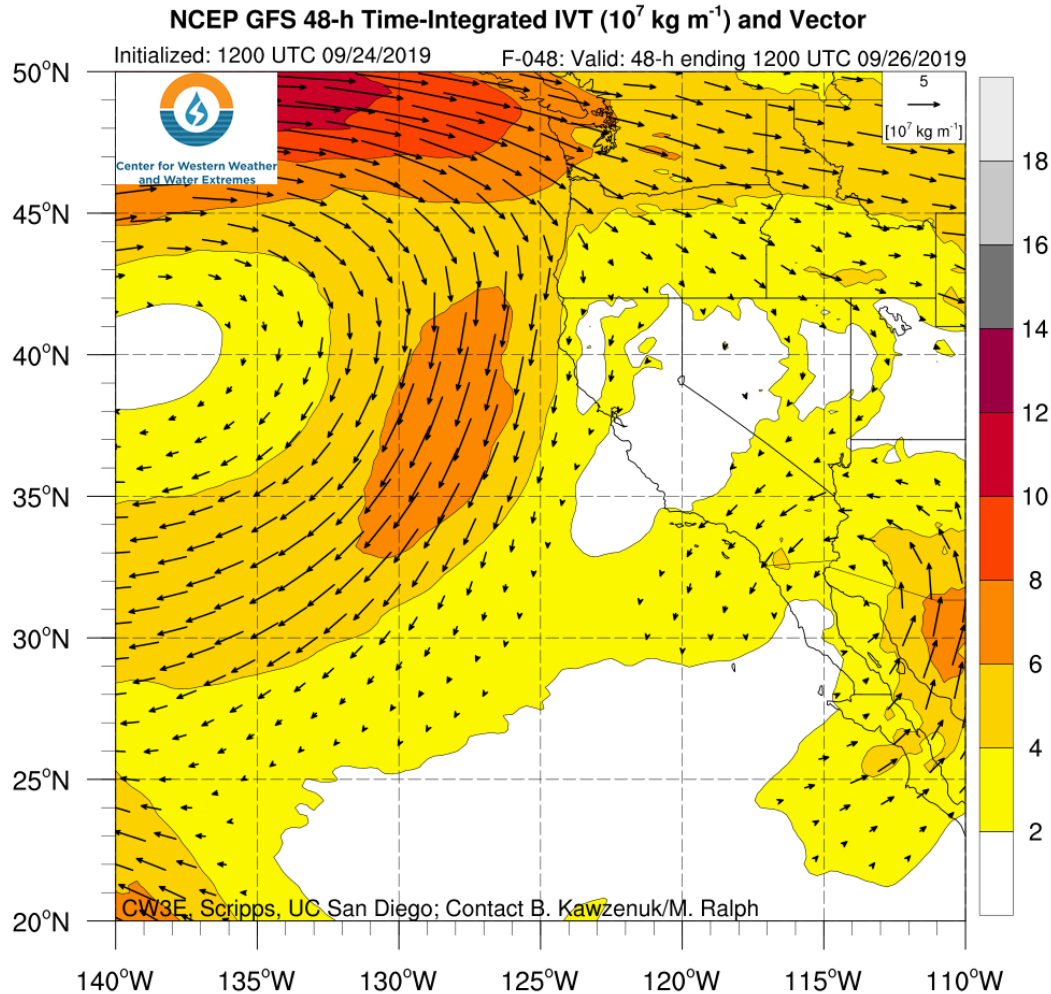 NCEP GFS 48-h Time-Integrated IVT (10⁷ kg m⁻¹) and Vector
Initialized: 1200 UTC 09/24/2019
F-048: Valid: 48-h ending 1200 UTC 09/26/2019
Center for Western Weather
and Water Extremes
5
[10⁷ kg m⁻¹]
50°N
45°N
40°N
35°N
30°N
25°N
20°N
18
16
14
12
10
8
6
4
2
CW3E, Scripps, UC San Diego; Contact B. Kawzenuk/M. Ralph
140°W 135°W 130°W 125°W 120°W 115°W 110°W